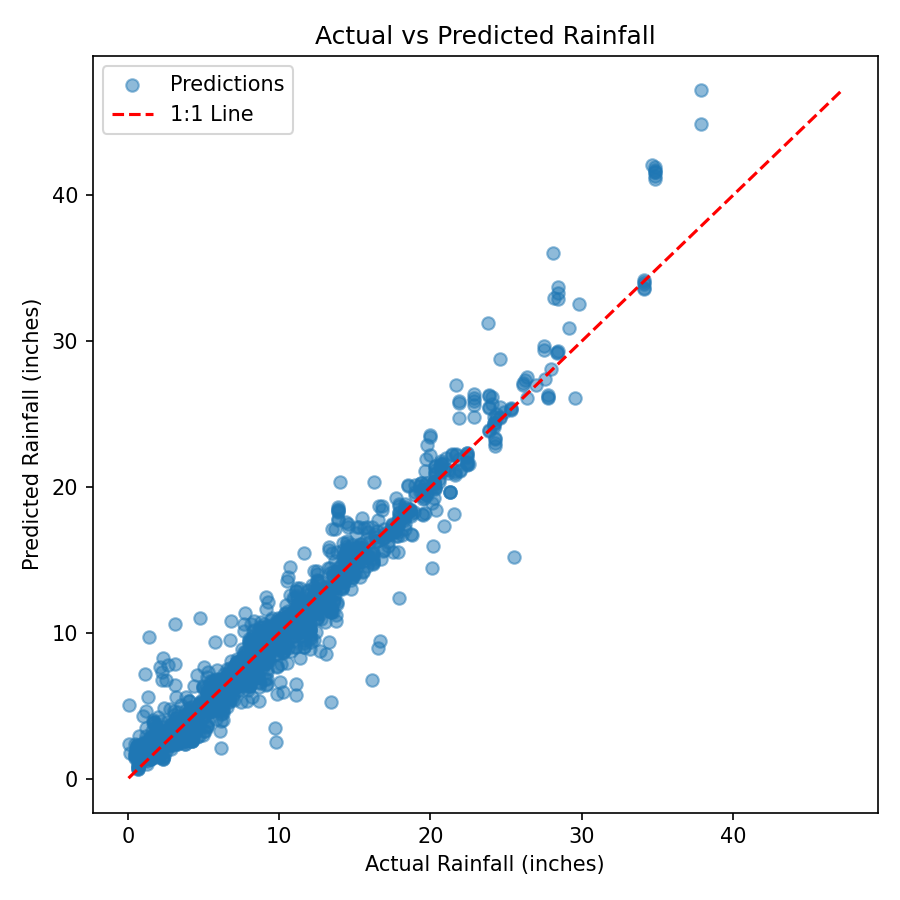 Actual vs Predicted Rainfall
Predictions
1:1 Line
40
30
20
10
0
Predicted Rainfall (inches)
0 10 20 30 40
Actual Rainfall (inches)